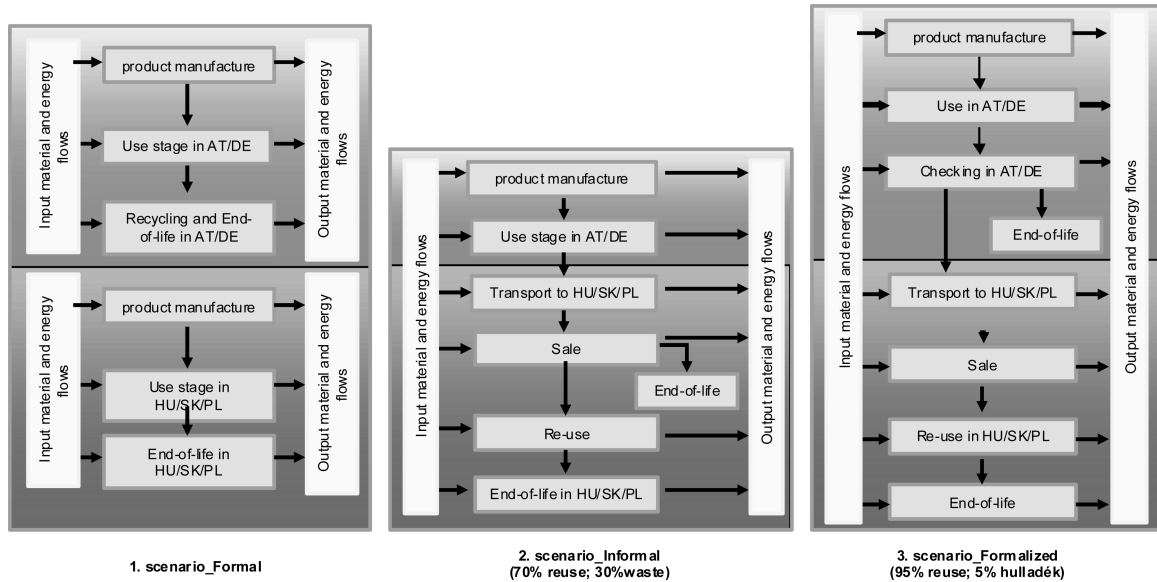 Input material and energy
flows
product manufacture
Use stage in AT/DE
Recycling and End-
of-life in AT/DE
Output material and energy
flows
Input material and energy
flows
product manufacture
Use stage in
HU/SK/PL
End-of-life in
HU/SK/PL
Output material and energy
flows
1. scenario_Formal
Input material and energy flows
product manufacture
Use stage in AT/DE
Transport to HU/SK/PL
Sale
End-of-life
Re-use
End-of-life in HU/SK/PL
Output material and energy flows
2. scenario_Informal
(70% reuse; 30%waste)
Input material and energy flows
product manufacture
Use in AT/DE
Checking in AT/DE
End-of-life
Transport to HU/SK/PL
Sale
Re-use in HU/SK/PL
End-of-life
Output material and energy flows
3. scenario_Formalized
(95% reuse; 5% hulladék)